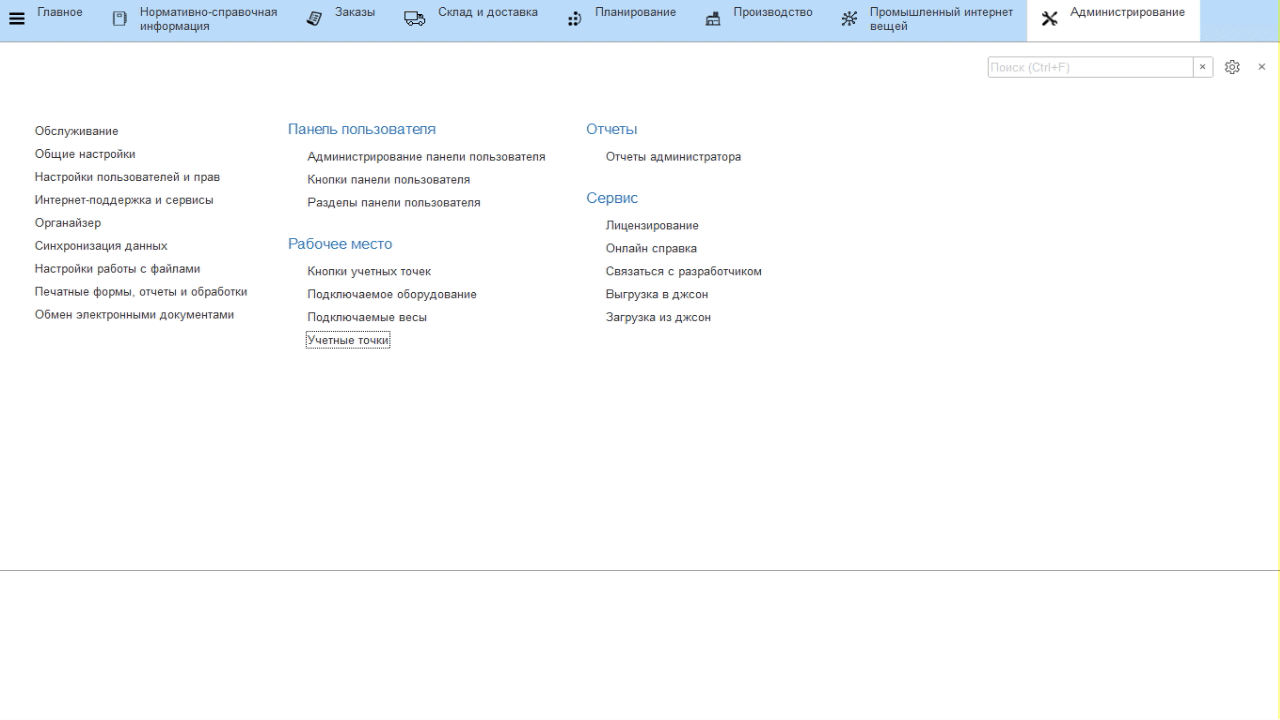 Главное
Нормативно-справочная
информация
Заказы
Склад и доставка
Планирование
Производство
Промышленный интернет
вещей
Администрирование
Поиск (Ctrl+F)
Обслуживание
Общие настройки
Настройки пользователей и прав
Интернет-поддержка и сервисы
Органайзер
Синхронизация данных
Настройки работы с файлами
Печатные формы, отчеты и обработки
Обмен электронными документами
Панель пользователя
Администрирование панели пользователя
Кнопки панели пользователя
Разделы панели пользователя
Рабочее место
Кнопки учетных точек
Подключаемое оборудование
Подключаемые весы
Учетные точки
Отчеты
Отчеты администратора
Сервис
Лицензирование
Онлайн справка
Связаться с разработчиком
Выгрузка в джсон
Загрузка из джсон